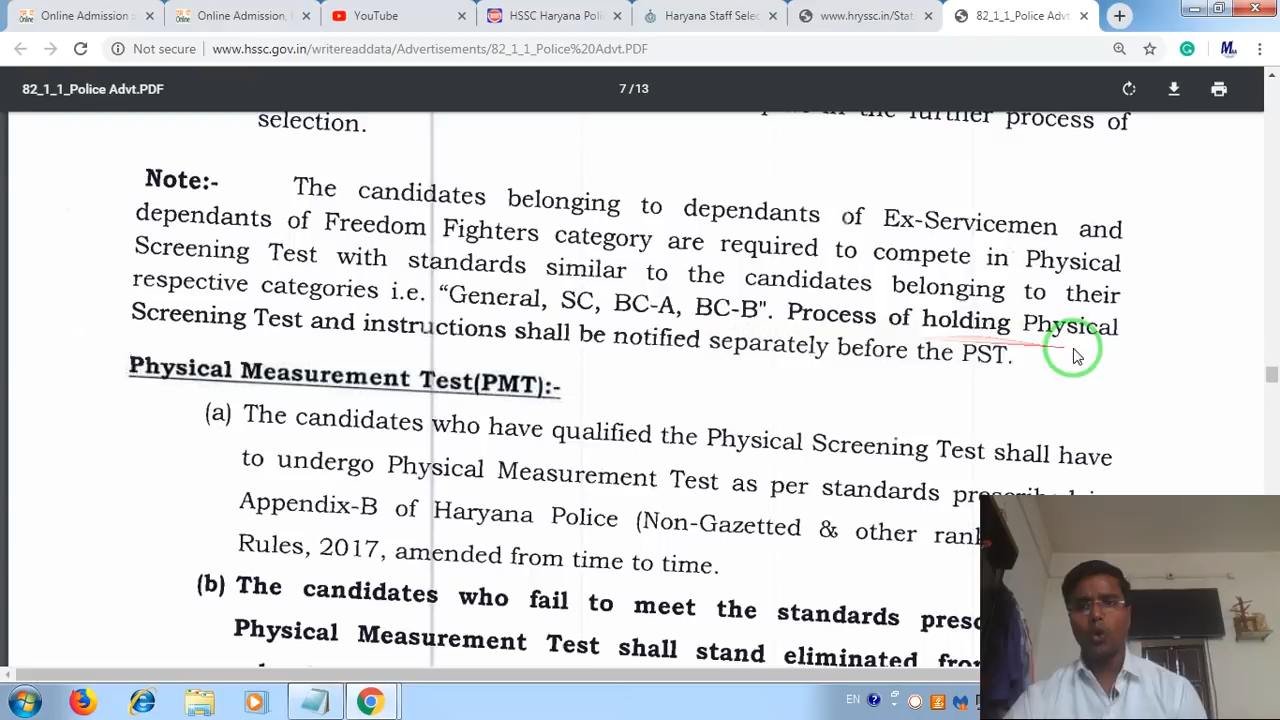 Online Admission
Online Admission, I
YouTube
HSSC Haryana Poli
Haryana Staff Selec
www.hryssc.in/Stat
82_1_1_Police Advt
Not secure
www.hssc.gov.in/writereaddata/Advertisements/82_1_1_Police%20Advt.PDF
82_1_1_Police Advt.PDF
7 / 13
in the further process of
selection.
Note:- The candidates belonging to dependants of Ex-Servicemen and
dependants of Freedom Fighters category are required to compete in Physical
Screening Test with standards similar to the candidates belonging to their
respective categories i.e. “General, SC, BC-A, BC-B". Process of holding Physical
Screening Test and instructions shall be notified separately before the PST.
Physical Measurement Test(PMT):-
(a) The candidates who have qualified the Physical Screening Test shall have
to undergo Physical Measurement Test as per standards
Appendix-B of Haryana Police (Non-Gazetted & other ran
Rules, 2017, amended from time to time.
(b) The candidates who fail to meet the standards pres
Physical Measurement Test shall stand eliminated fro
EN